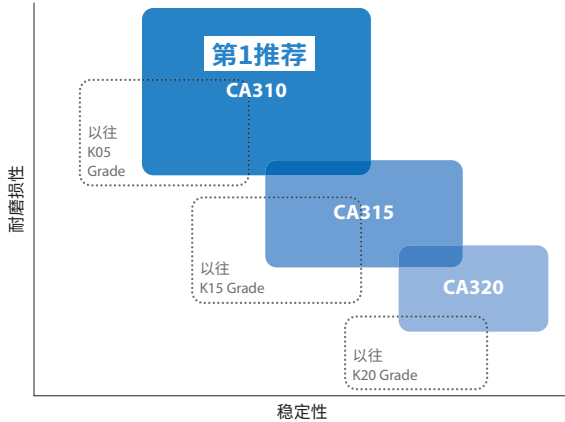 第1推荐
CA310
以往
K05
Grade
耐磨损性
CA315
以往
K15 Grade
CA320
以往
K20 Grade
稳定性